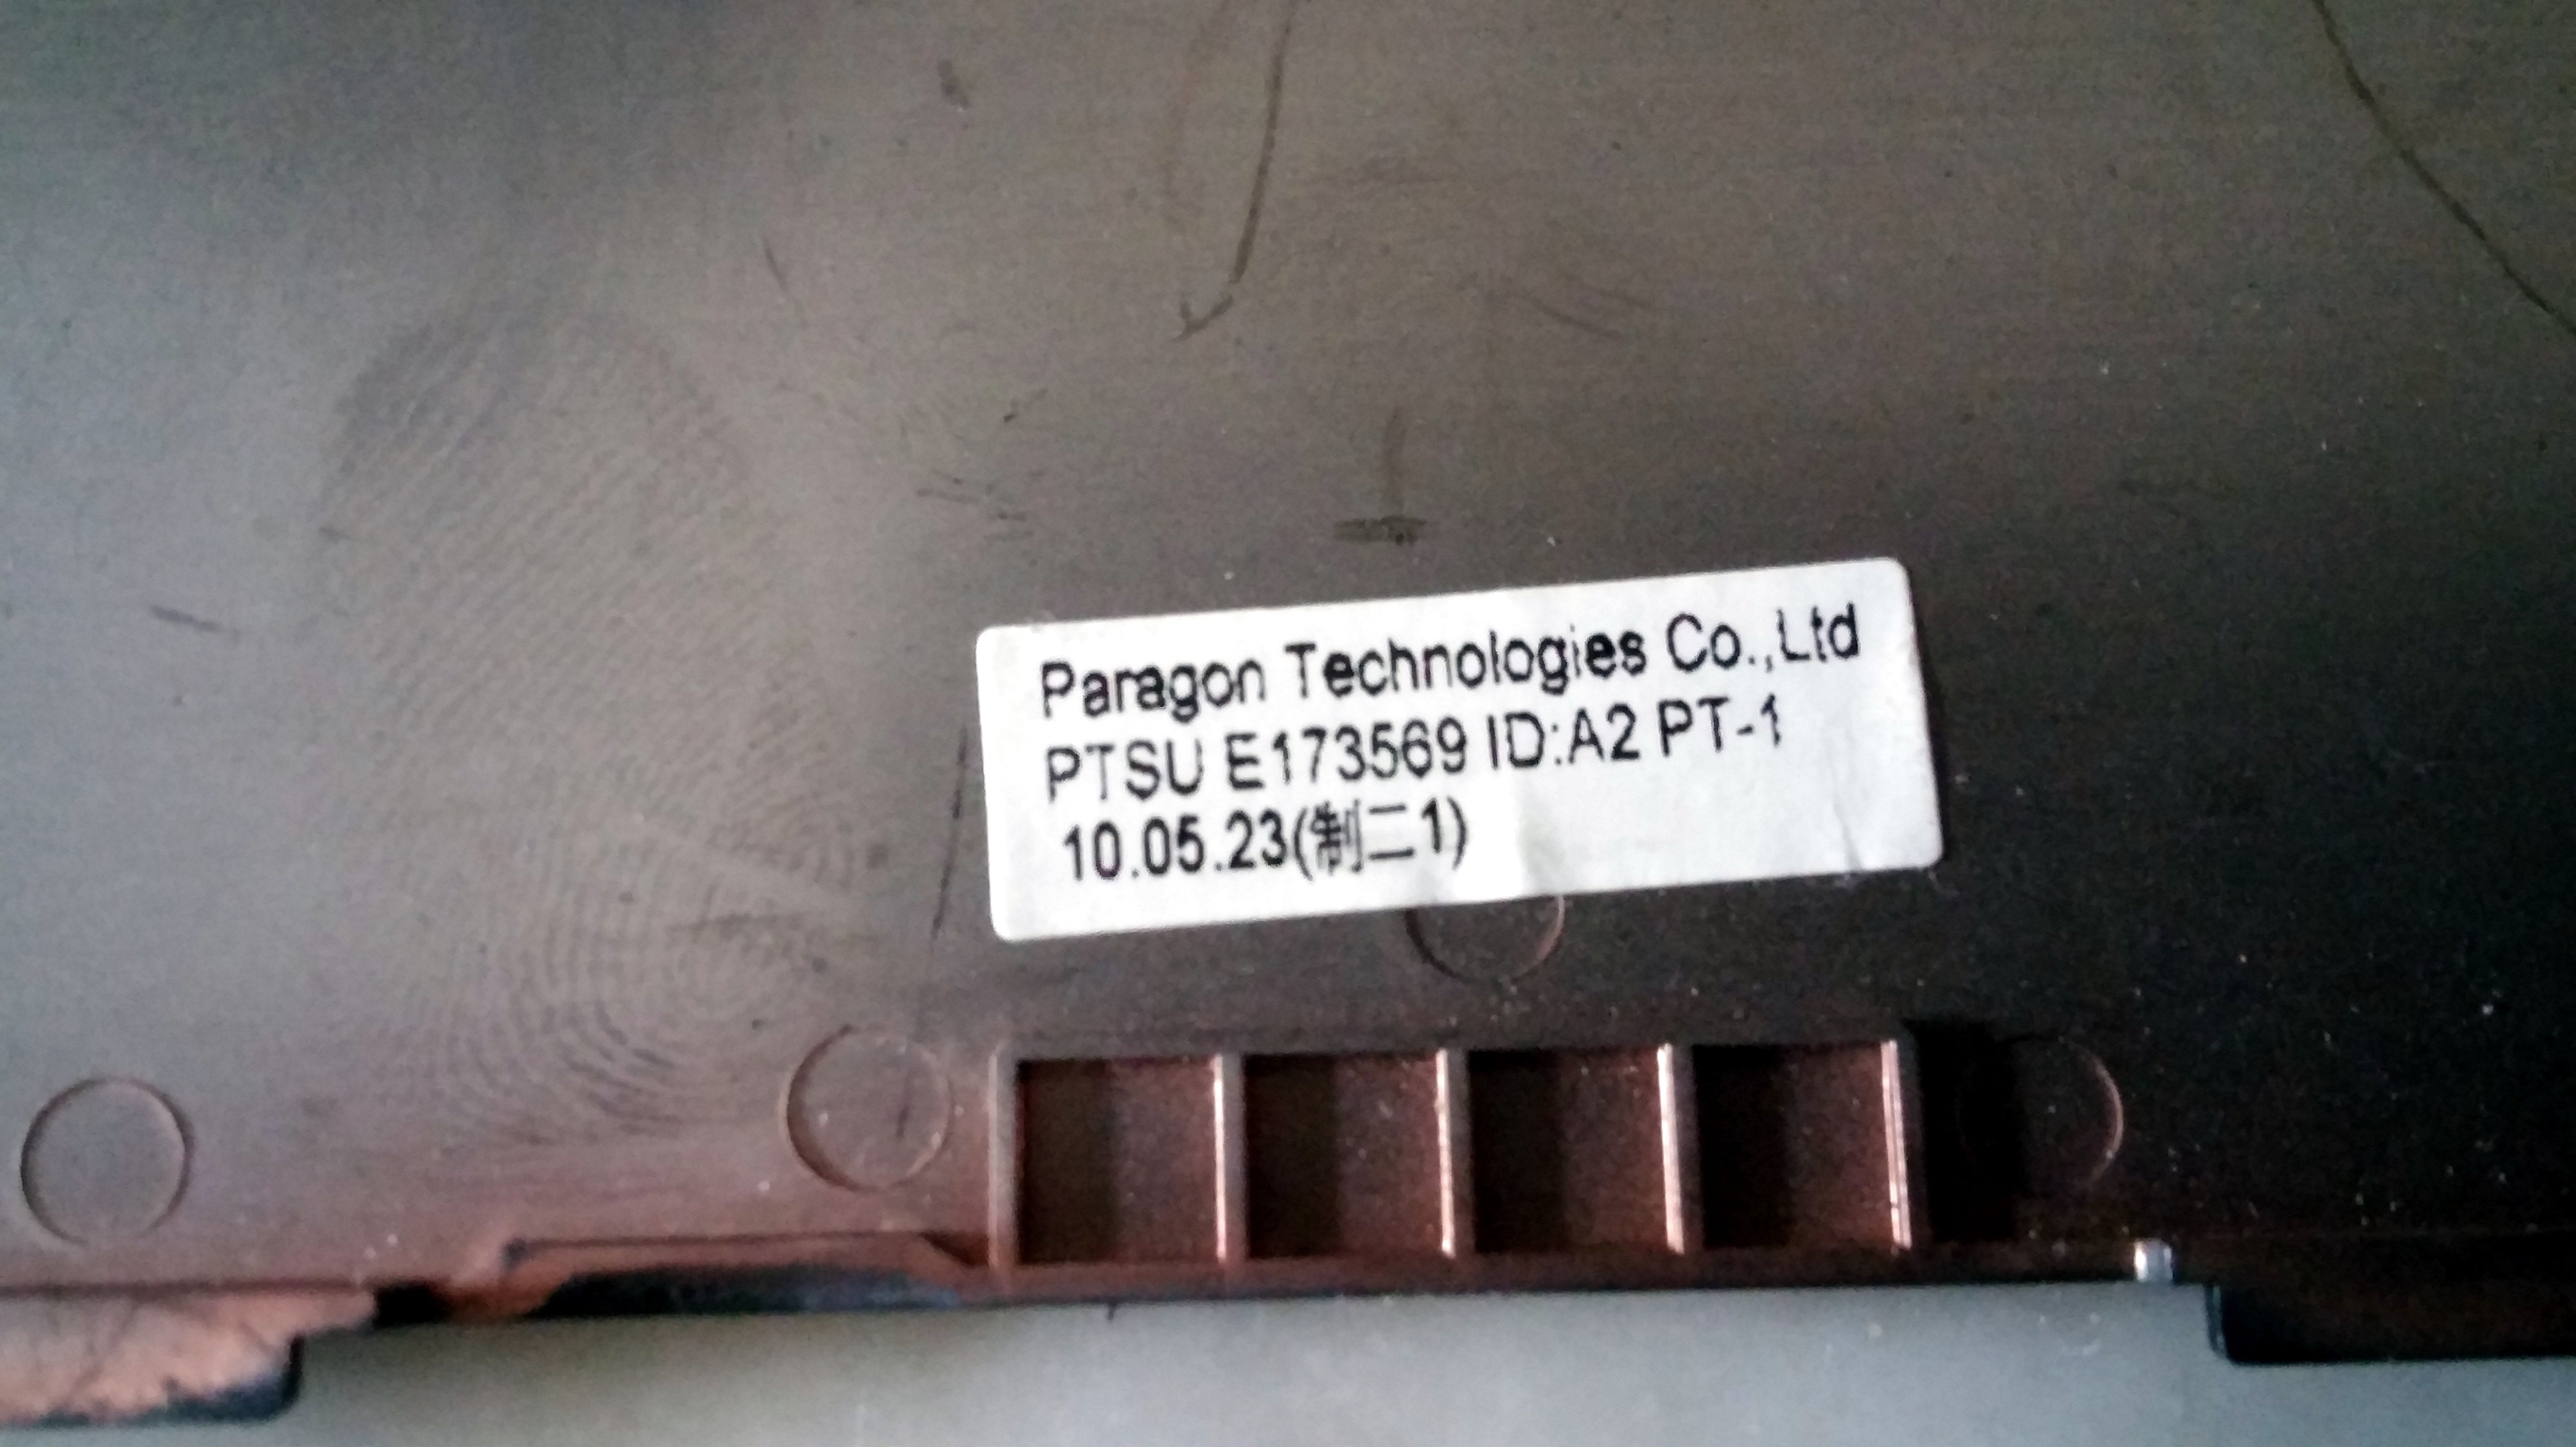 Paragon Technologies Co.,Ltd
PTSU E173569 ID:A2 PT-1
10.05.23(制二1)